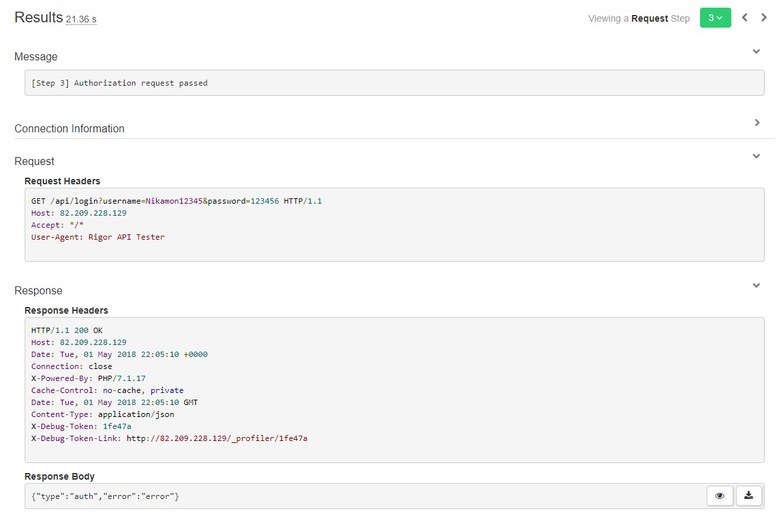 Results 21.36 s
Viewing a Request Step 3
Message
[Step 3] Authorization request passed
Connection Information
Request
Request Headers
GET /api/login?username=Nikamon12345&password=123456 HTTP/1.1
Host: 82.209.228.129
Accept: "/"
User-Agent: Rigor API Tester
Response
Response Headers
HTTP/1.1 200 OK
Host: 82.209.228.129
Date: Tue, 01 May 2018 22:05:10 +0000
Connection: close
X-Powered-By: PHP/7.1.17
Cache-Control: no-cache, private
Date: Tue, 01 May 2018 22:05:10 GMT
Content-Type: application/json
X-Debug-Token: 1fe47a
X-Debug-Token-Link: http://82.209.228.129/_profiler/1fe47a
Response Body
{"type":"auth","error":"error"}